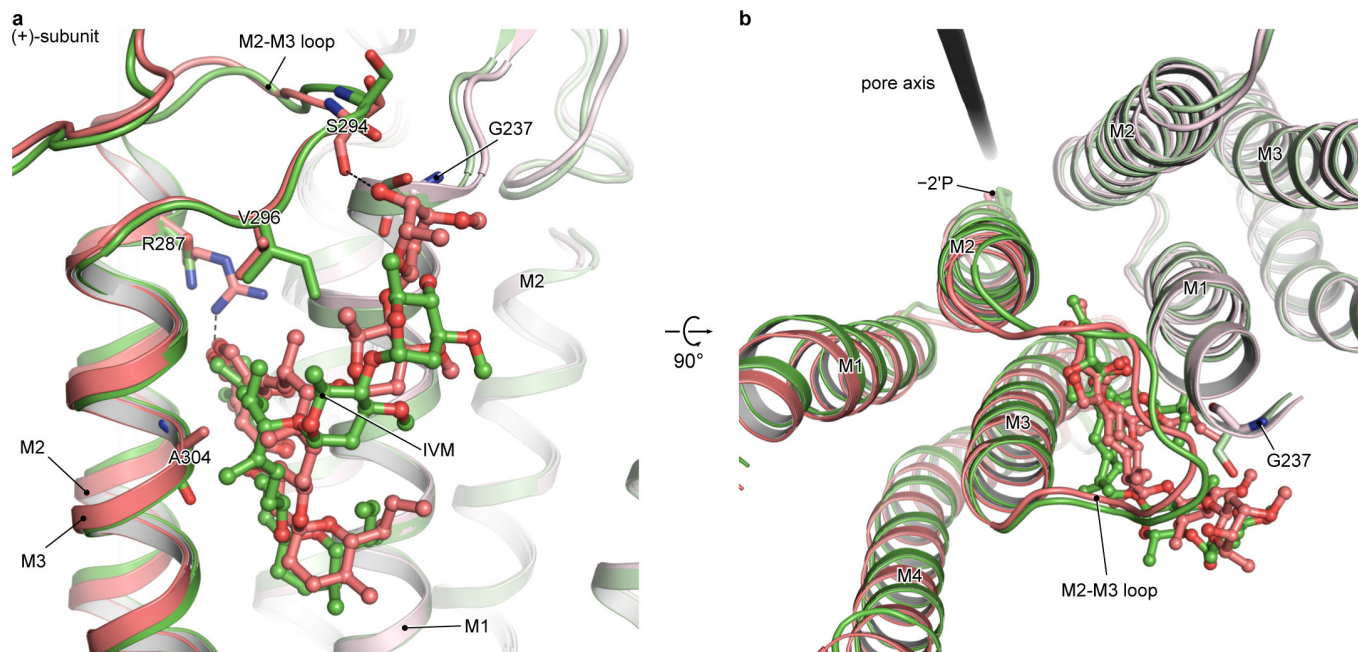 a
(+)-subunit
M2-M3 loop
S294
G237
V296
R287
M2
IVM
A304
M2
M3
M1
90°
b
pore axis
M2
M3
−2'P
M2
M1
M1
M3
G237
M2-M3 loop
M4